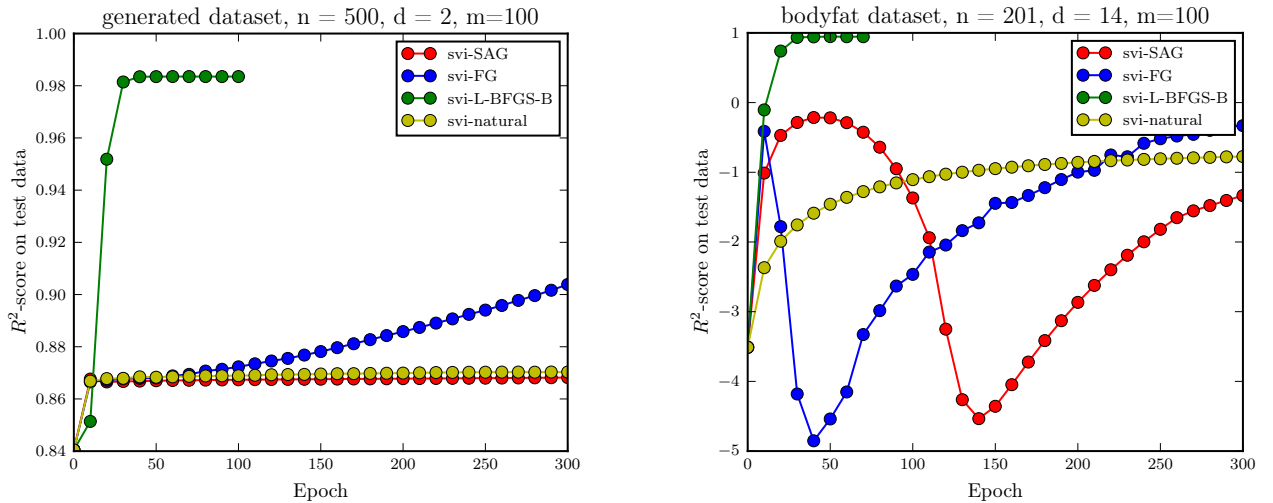 generated dataset, n = 500, d = 2, m=100
1.00
0.98
0.96
0.94
0.92
0.90
0.88
0.86
0.84
R²-score on test data
svi-SAG
svi-FG
svi-L-BFGS-B
svi-natural
0 50 100 150 200 250 300
Epoch
bodyfat dataset, n = 201, d = 14, m=100
1
0
−1
−2
−3
−4
−5
R²-score on test data
svi-SAG
svi-FG
svi-L-BFGS-B
svi-natural
0 50 100 150 200 250 300
Epoch